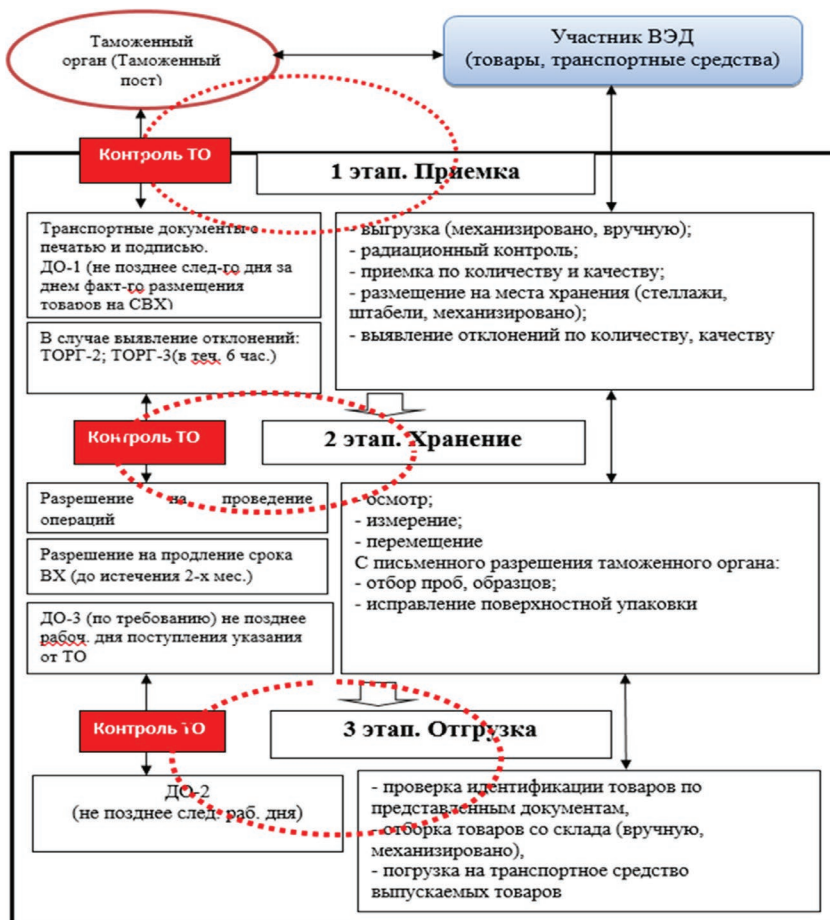 Таможенный
орган (Таможенный
пост)
Участник ВЭД
(товары, транспортные средства)
Контроль ТО
1 этап. Приемка
Транспортные документы с
печатью и подписью.
ДО-1 (не позднее след-го дня за
днем факт-го размещения
товаров на СВХ)
В случае выявление отклонений:
ТОРГ-2; ТОРГ-3(в теч. 6 час.)
- выгрузка (механизировано, вручную);
- радиационный контроль;
- приемка по количеству и качеству;
- размещение на места хранения (стеллажи,
штабели, механизировано);
- выявление отклонений по количеству, качеству
Контроль ТО
2 этап. Хранение
Разрешение на проведение
операций
Разрешение на продление срока
ВХ (до истечения 2-х мес.)
ДО-3 (по требованию) не позднее
рабоч. дня поступления указания
от ТО
- осмотр;
- измерение;
- перемещение
С письменного разрешения таможенного органа:
- отбор проб, образцов;
- исправление поверхностной упаковки
Контроль ТО
3 этап. Отгрузка
ДО-2
(не позднее след. раб. дня)
- проверка идентификации товаров по
представленным документам,
- отборка товаров со склада (вручную,
механизировано),
- погрузка на транспортное средство
выпускаемых товаров